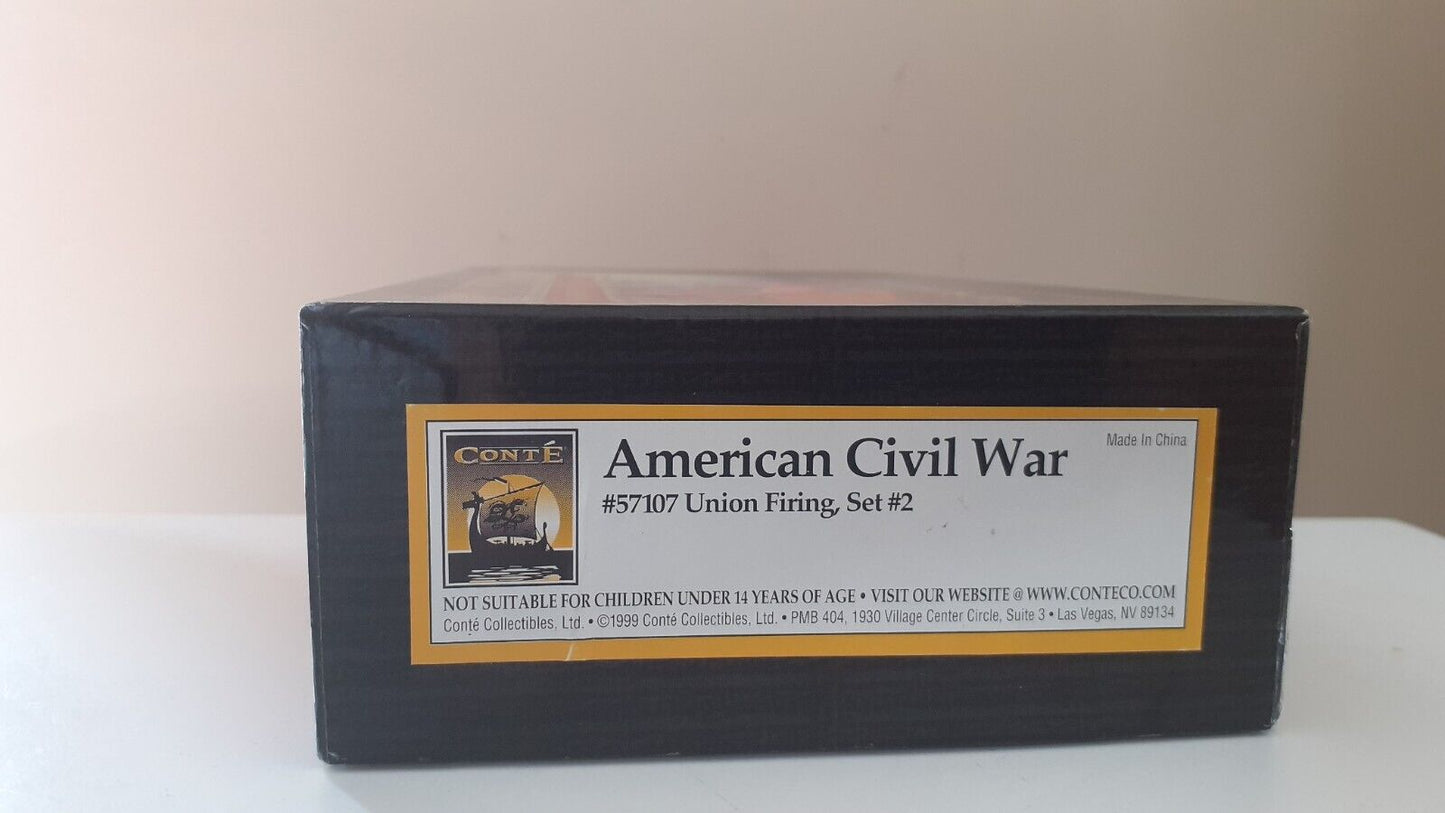 CONTÉ
American Civil War
Made In China
#57107 Union Firing, Set #2
NOT SUITABLE FOR CHILDREN UNDER 14 YEARS OF AGE • VISIT OUR WEBSITE @ WWW.CONTECO.COM
Conté Collectibles, Ltd. • ©1999 Conté Collectibles, Ltd. • PMB 404, 1930 Village Center Circle, Suite 3 • Las Vegas, NV 89134